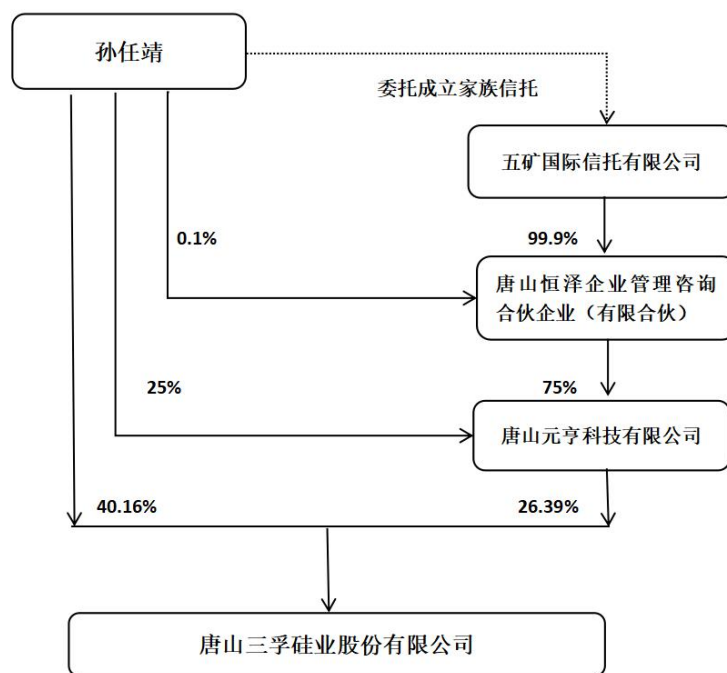 孙任靖
委托成立家族信托
五矿国际信托有限公司
0.1%
99.9%
唐山恒泽企业管理咨询
合伙企业（有限合伙）
25%
75%
唐山元亨科技有限公司
40.16%
26.39%
唐山三孚硅业股份有限公司